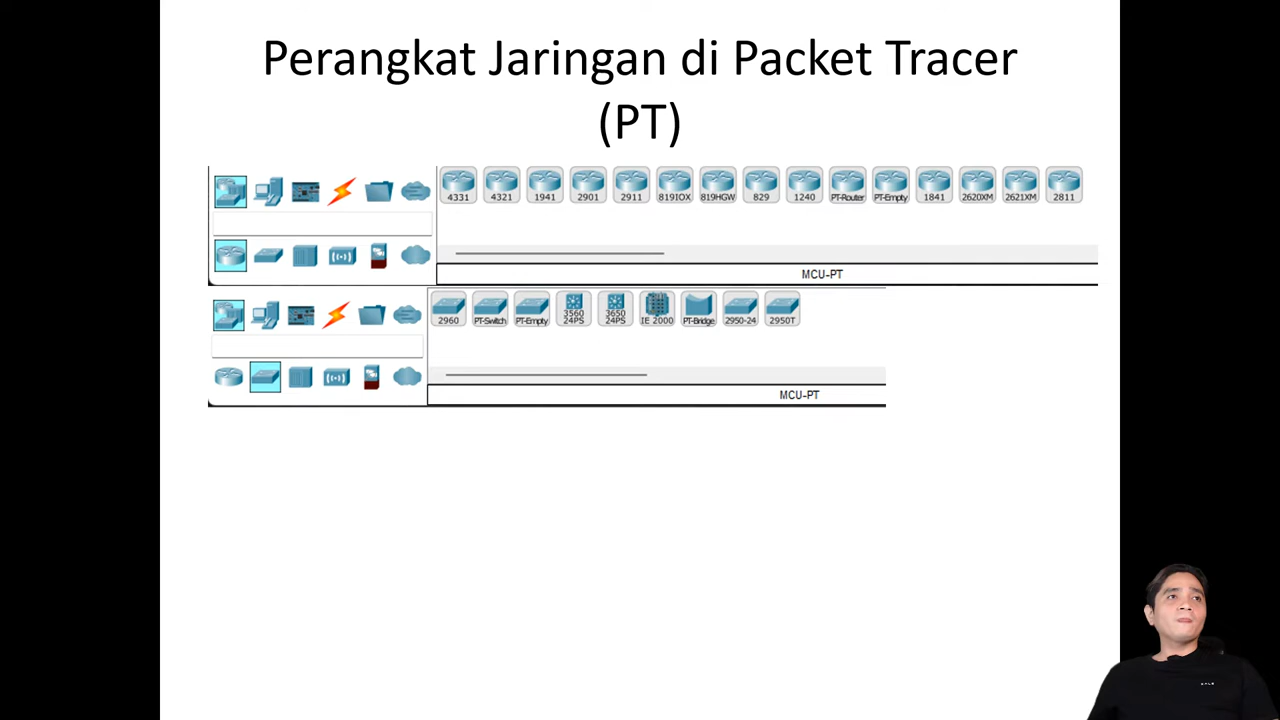 Perangkat Jaringan di Packet Tracer
(PT)
4331 4321 1941 2901 2911 819IOX 819HGW 829 1240 PT-Router PT-Empty 1841 2620XM 2621XM 2811
MCU-PT
2960 PT-Switch PT-Empty 3560 24PS 3650 24PS IE 2000 PT-Bridge 2950-24 2950T
MCU-PT